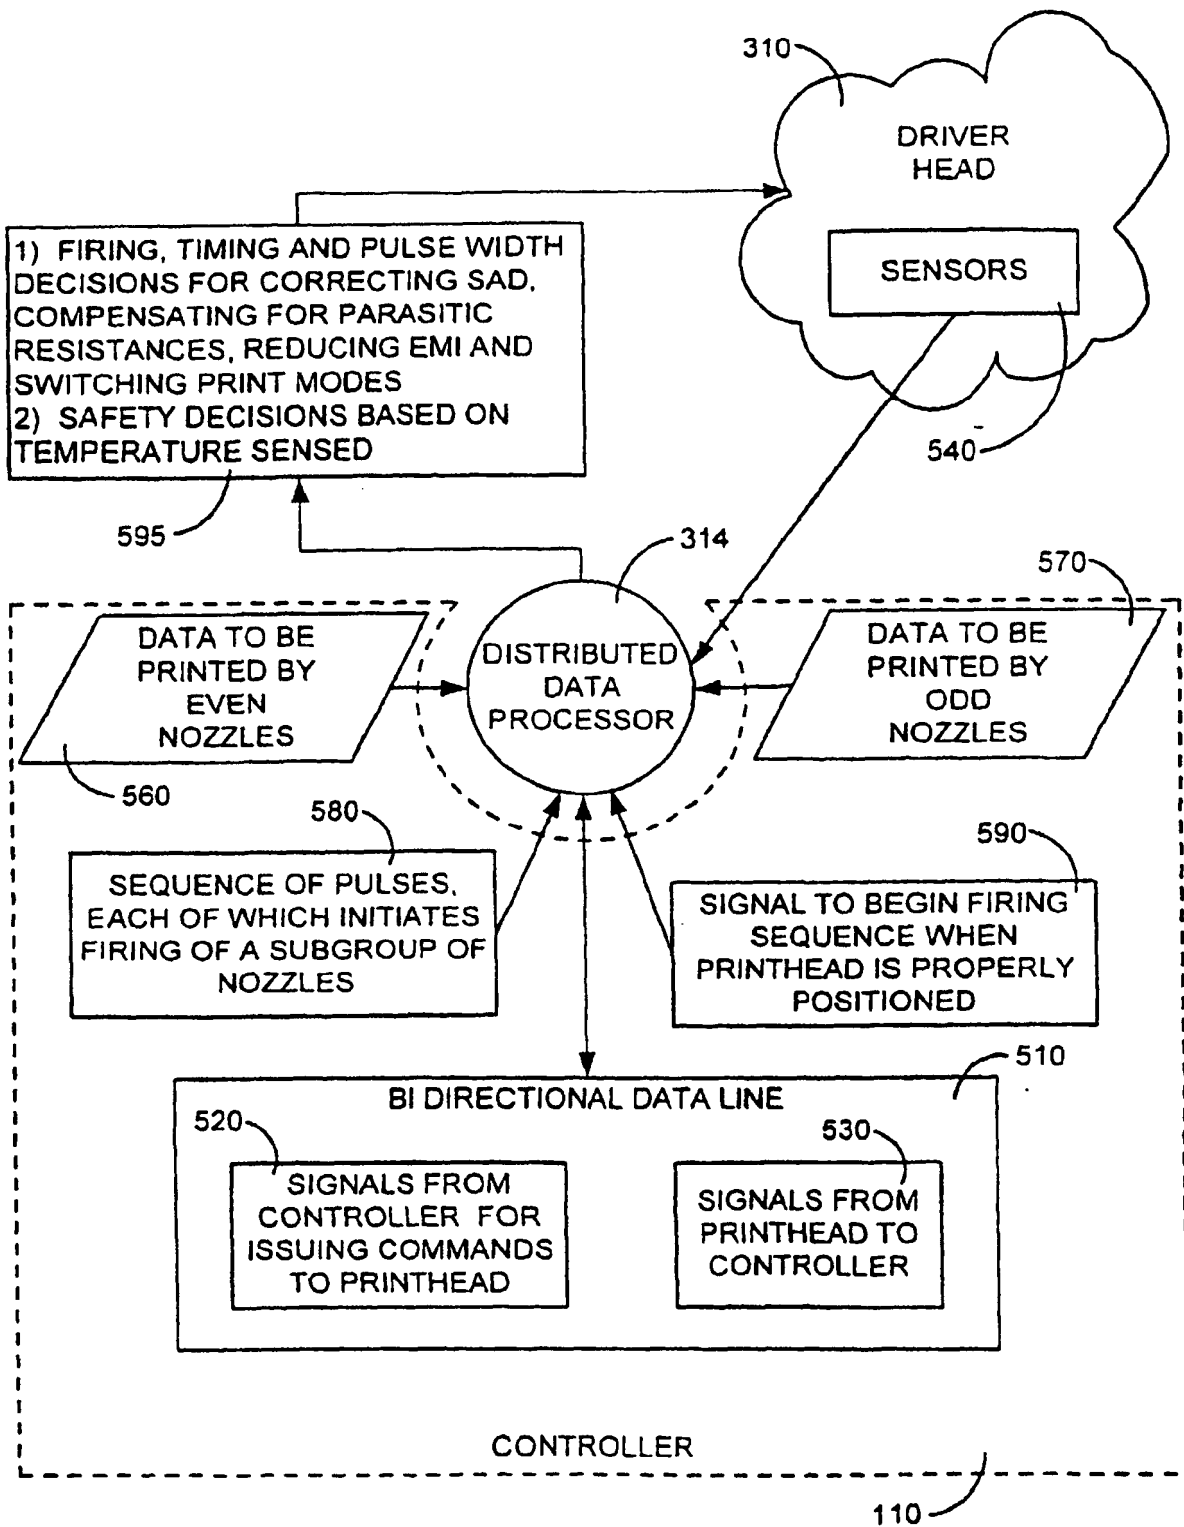 310
DRIVER
HEAD
SENSORS
540
1) FIRING, TIMING AND PULSE WIDTH
DECISIONS FOR CORRECTING SAD,
COMPENSATING FOR PARASITIC
RESISTANCES, REDUCING EMI AND
SWITCHING PRINT MODES
2) SAFETY DECISIONS BASED ON
TEMPERATURE SENSED
595
314
570
DATA TO BE
PRINTED BY
EVEN
NOZZLES
560
DISTRIBUTED
DATA
PROCESSOR
DATA TO BE
PRINTED BY
ODD
NOZZLES
580
SEQUENCE OF PULSES,
EACH OF WHICH INITIATES
FIRING OF A SUBGROUP OF
NOZZLES
590
SIGNAL TO BEGIN FIRING
SEQUENCE WHEN
PRINTHEAD IS PROPERLY
POSITIONED
510
BI DIRECTIONAL DATA LINE
520
SIGNALS FROM
CONTROLLER FOR
ISSUING COMMANDS
TO PRINTHEAD
530
SIGNALS FROM
PRINTHEAD TO
CONTROLLER
CONTROLLER
110